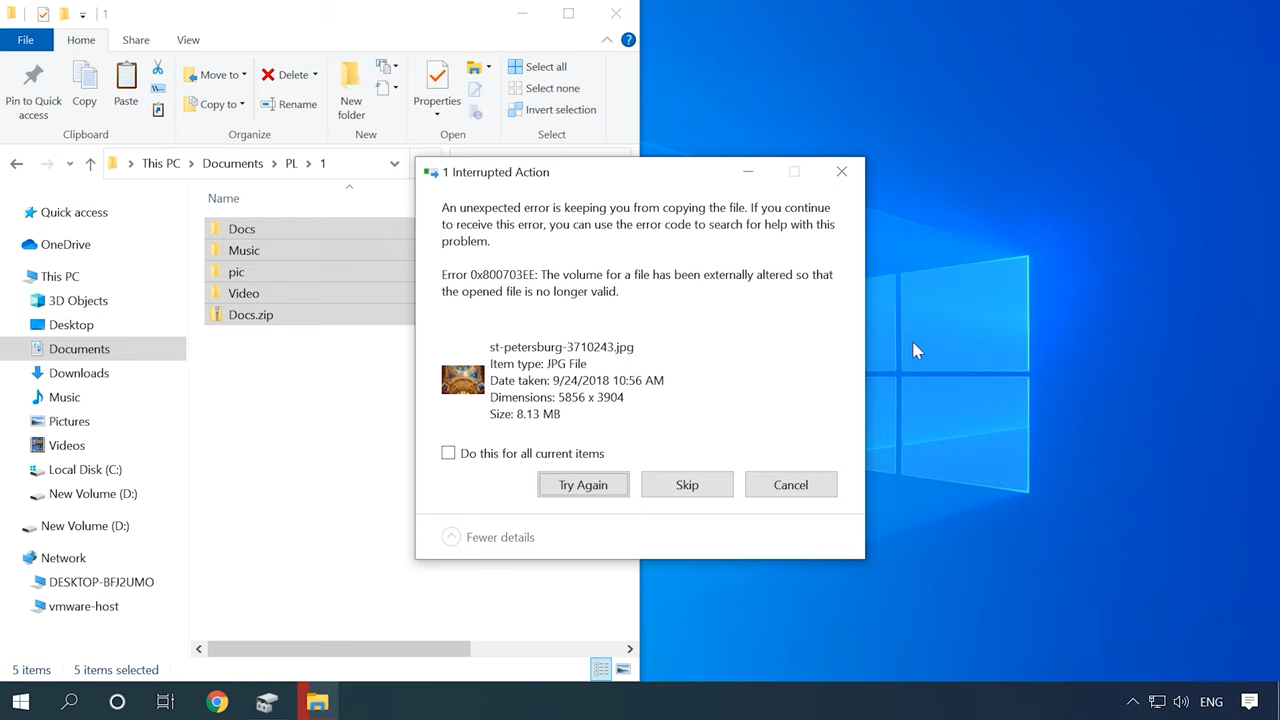 1
File
Home
Share
View
Pin to Quick
access
Copy
Paste
Clipboard
Move to
Copy to
Delete
Rename
Organize
New
folder
New
Properties
Open
Select all
Select none
Invert selection
Select
This PC
Documents
PL
1
Quick access
OneDrive
This PC
3D Objects
Desktop
Documents
Downloads
Music
Pictures
Videos
Local Disk (C:)
New Volume (D:)
New Volume (D:)
Network
DESKTOP-BFJ2UMO
vmware-host
Name
Docs
Music
pic
Video
Docs.zip
5 items
5 items selected
1 Interrupted Action
An unexpected error is keeping you from copying the file. If you continue
to receive this error, you can use the error code to search for help with this
problem.
Error 0x800703EE: The volume for a file has been externally altered so that
the opened file is no longer valid.
st-petersburg-3710243.jpg
Item type: JPG File
Date taken: 9/24/2018 10:56 AM
Dimensions: 5856 x 3904
Size: 8.13 MB
Do this for all current items
Try Again
Skip
Cancel
Fewer details
ENG